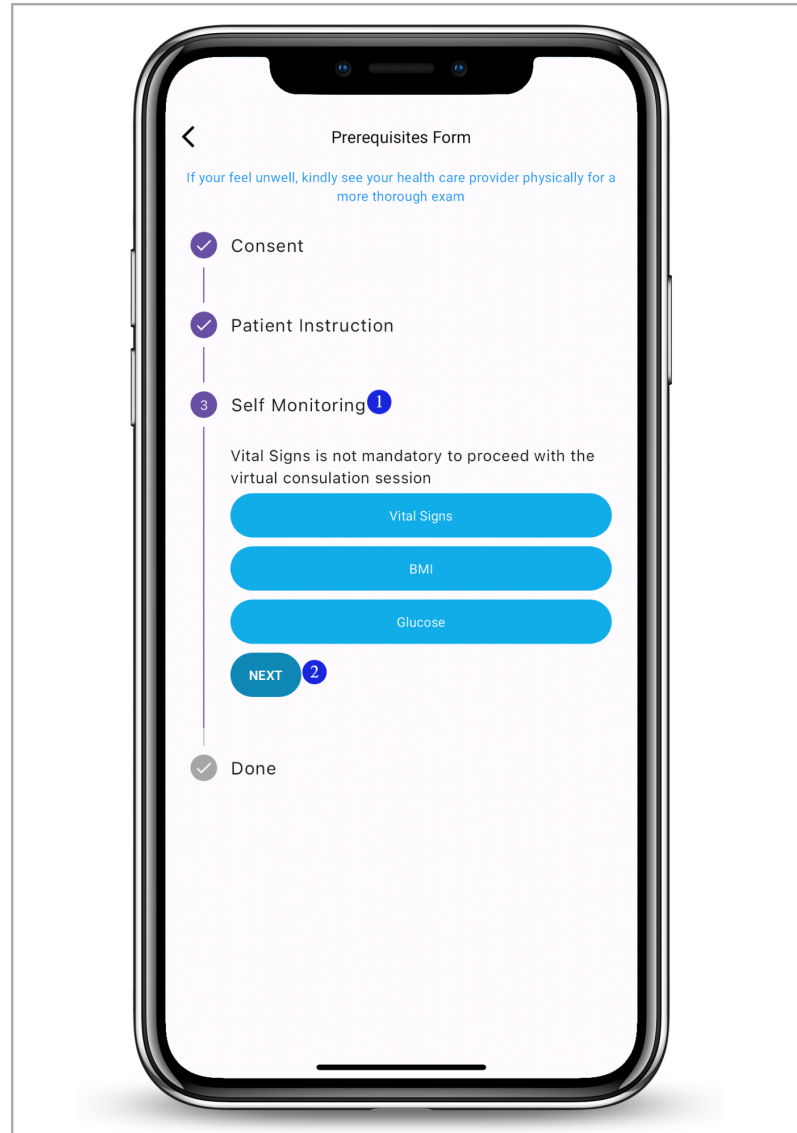 Prerequisites Form
If your feel unwell, kindly see your health care provider physically for a
more thorough exam
Consent
Patient Instruction
3 Self Monitoring 1
Vital Signs is not mandatory to proceed with the
virtual consulation session
Vital Signs
BMI
Glucose
NEXT 2
Done